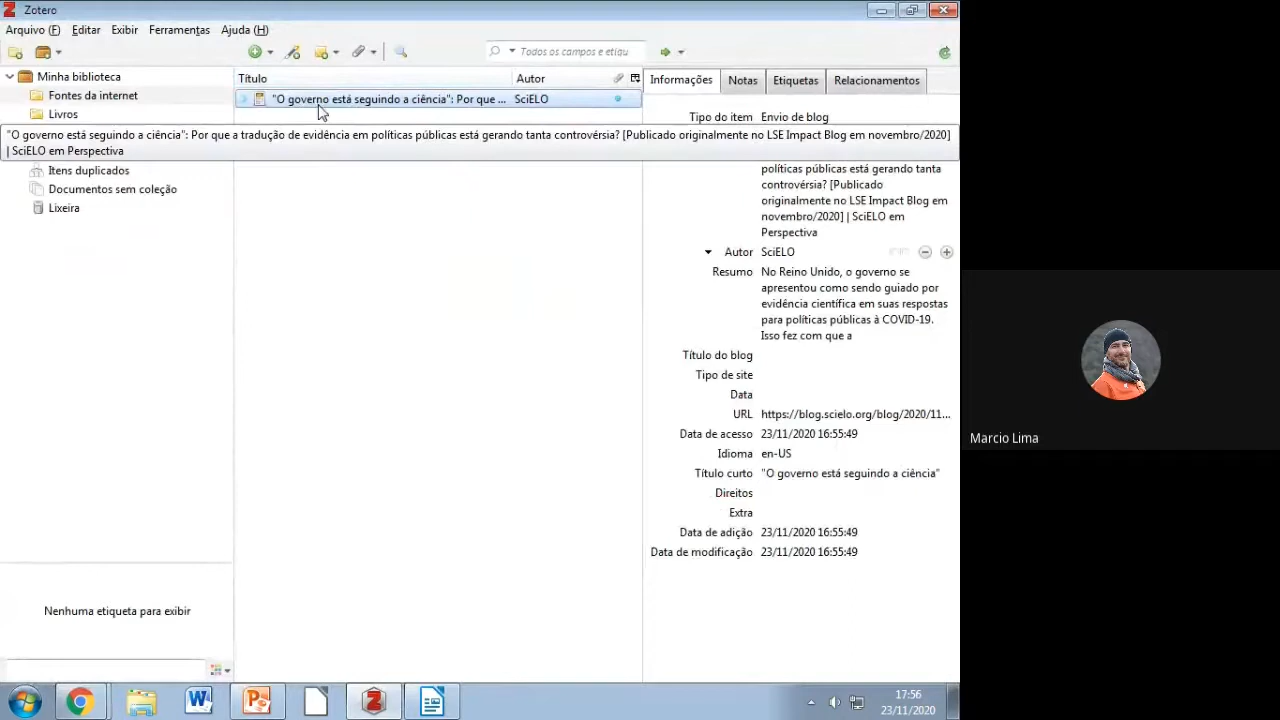 Zotero
Arquivo (F) Editar Exibir Ferramentas Ajuda (H)
Todos os campos e etiqu
Minha biblioteca
Fontes da internet
Livros
Itens duplicados
Documentos sem coleção
Lixeira
Nenhuma etiqueta para exibir
Título Autor
"O governo está seguindo a ciência": Por que ... SciELO
"O governo está seguindo a ciência": Por que a tradução de evidência em políticas públicas está gerando tanta controvérsia? [Publicado originalmente no LSE Impact Blog em novembro/2020]
| SciELO em Perspectiva
Informações Notas Etiquetas Relacionamentos
Tipo do item Envio de blog
políticas públicas está gerando tanta
controvérsia? [Publicado
originalmente no LSE Impact Blog em
novembro/2020] | SciELO em
Perspectiva
Autor SciELO
Resumo No Reino Unido, o governo se
apresentou como sendo guiado por
evidência científica em suas respostas
para políticas públicas à COVID-19.
Isso fez com que a
Título do blog
Tipo de site
Data
URL https://blog.scielo.org/blog/2020/11...
Data de acesso 23/11/2020 16:55:49
Idioma en-US
Título curto "O governo está seguindo a ciência"
Direitos
Extra
Data de adição 23/11/2020 16:55:49
Data de modificação 23/11/2020 16:55:49
17:56
23/11/2020
Marcio Lima